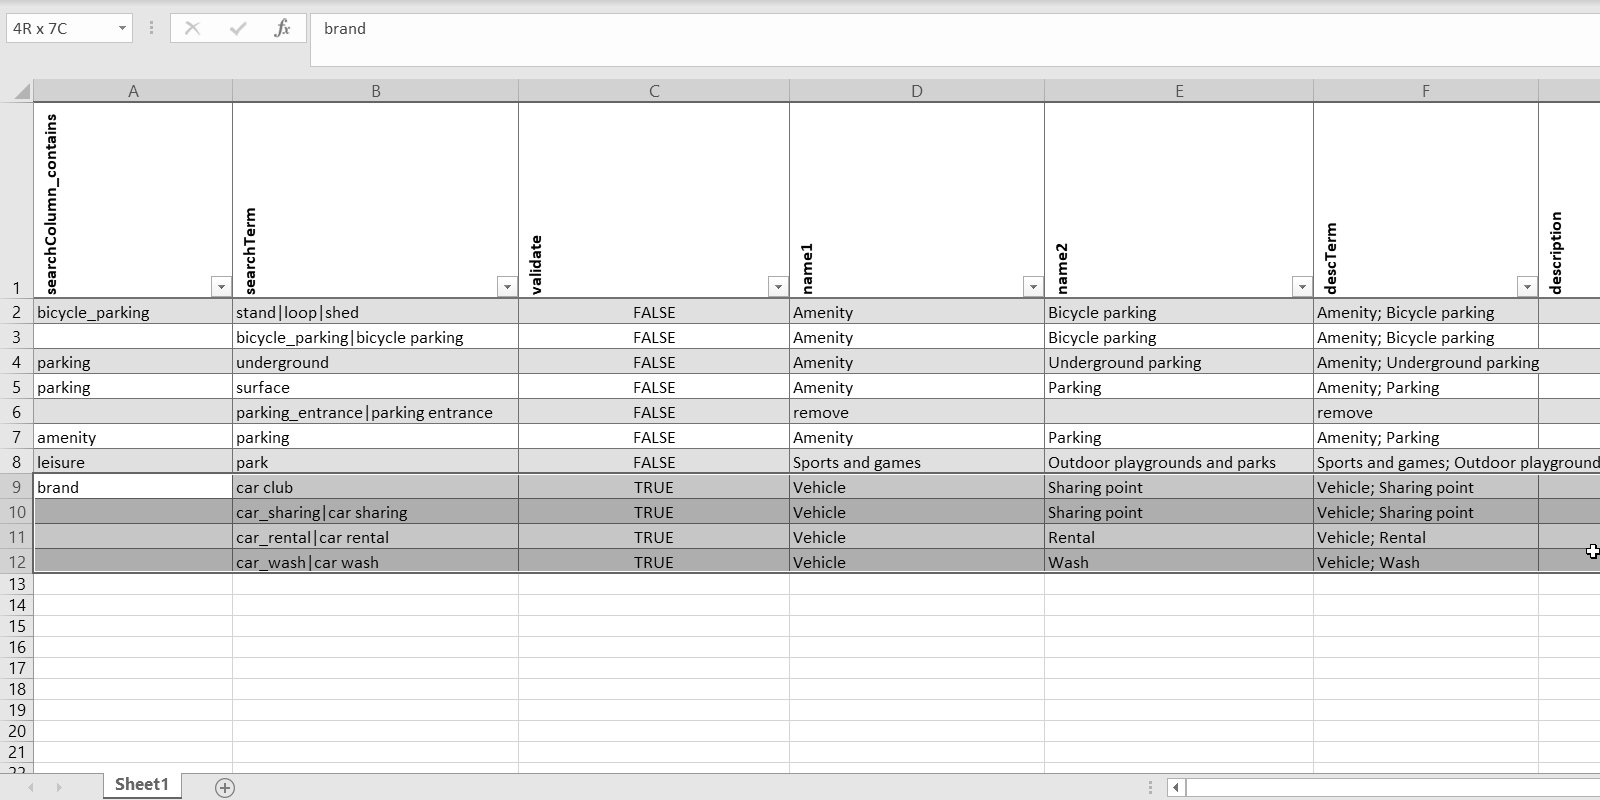 4R x 7C fx brand
A B C D E F
1 searchColumn_contains searchTerm validate name1 name2 descTerm description
2 bicycle_parking stand|loop|shed FALSE Amenity Bicycle parking Amenity; Bicycle parking
3 bicycle_parking|bicycle parking FALSE Amenity Bicycle parking Amenity; Bicycle parking
4 parking underground FALSE Amenity Underground parking Amenity; Underground parking
5 parking surface FALSE Amenity Parking Amenity; Parking
6 parking_entrance|parking entrance FALSE remove remove
7 amenity parking FALSE Amenity Parking Amenity; Parking
8 leisure park FALSE Sports and games Outdoor playgrounds and parks Sports and games; Outdoor playground
9 brand car club TRUE Vehicle Sharing point Vehicle; Sharing point
10 car_sharing|car sharing TRUE Vehicle Sharing point Vehicle; Sharing point
11 car_rental|car rental TRUE Vehicle Rental Vehicle; Rental
12 car_wash|car wash TRUE Vehicle Wash Vehicle; Wash
13
14
15
16
17
18
19
20
21
22
Sheet1